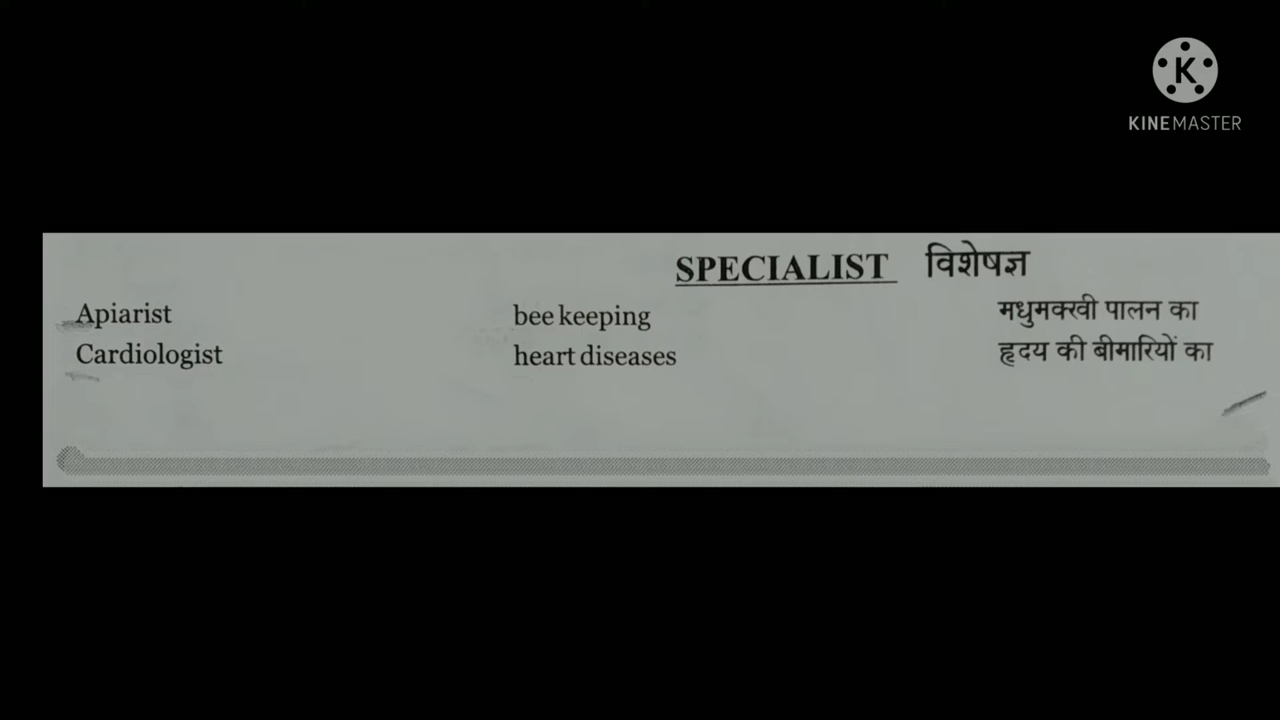 K
KINEMASTER
SPECIALIST विशेषज्ञ
Apiarist bee keeping मधुमक्खी पालन का
Cardiologist heart diseases हृदय की बीमारियों का